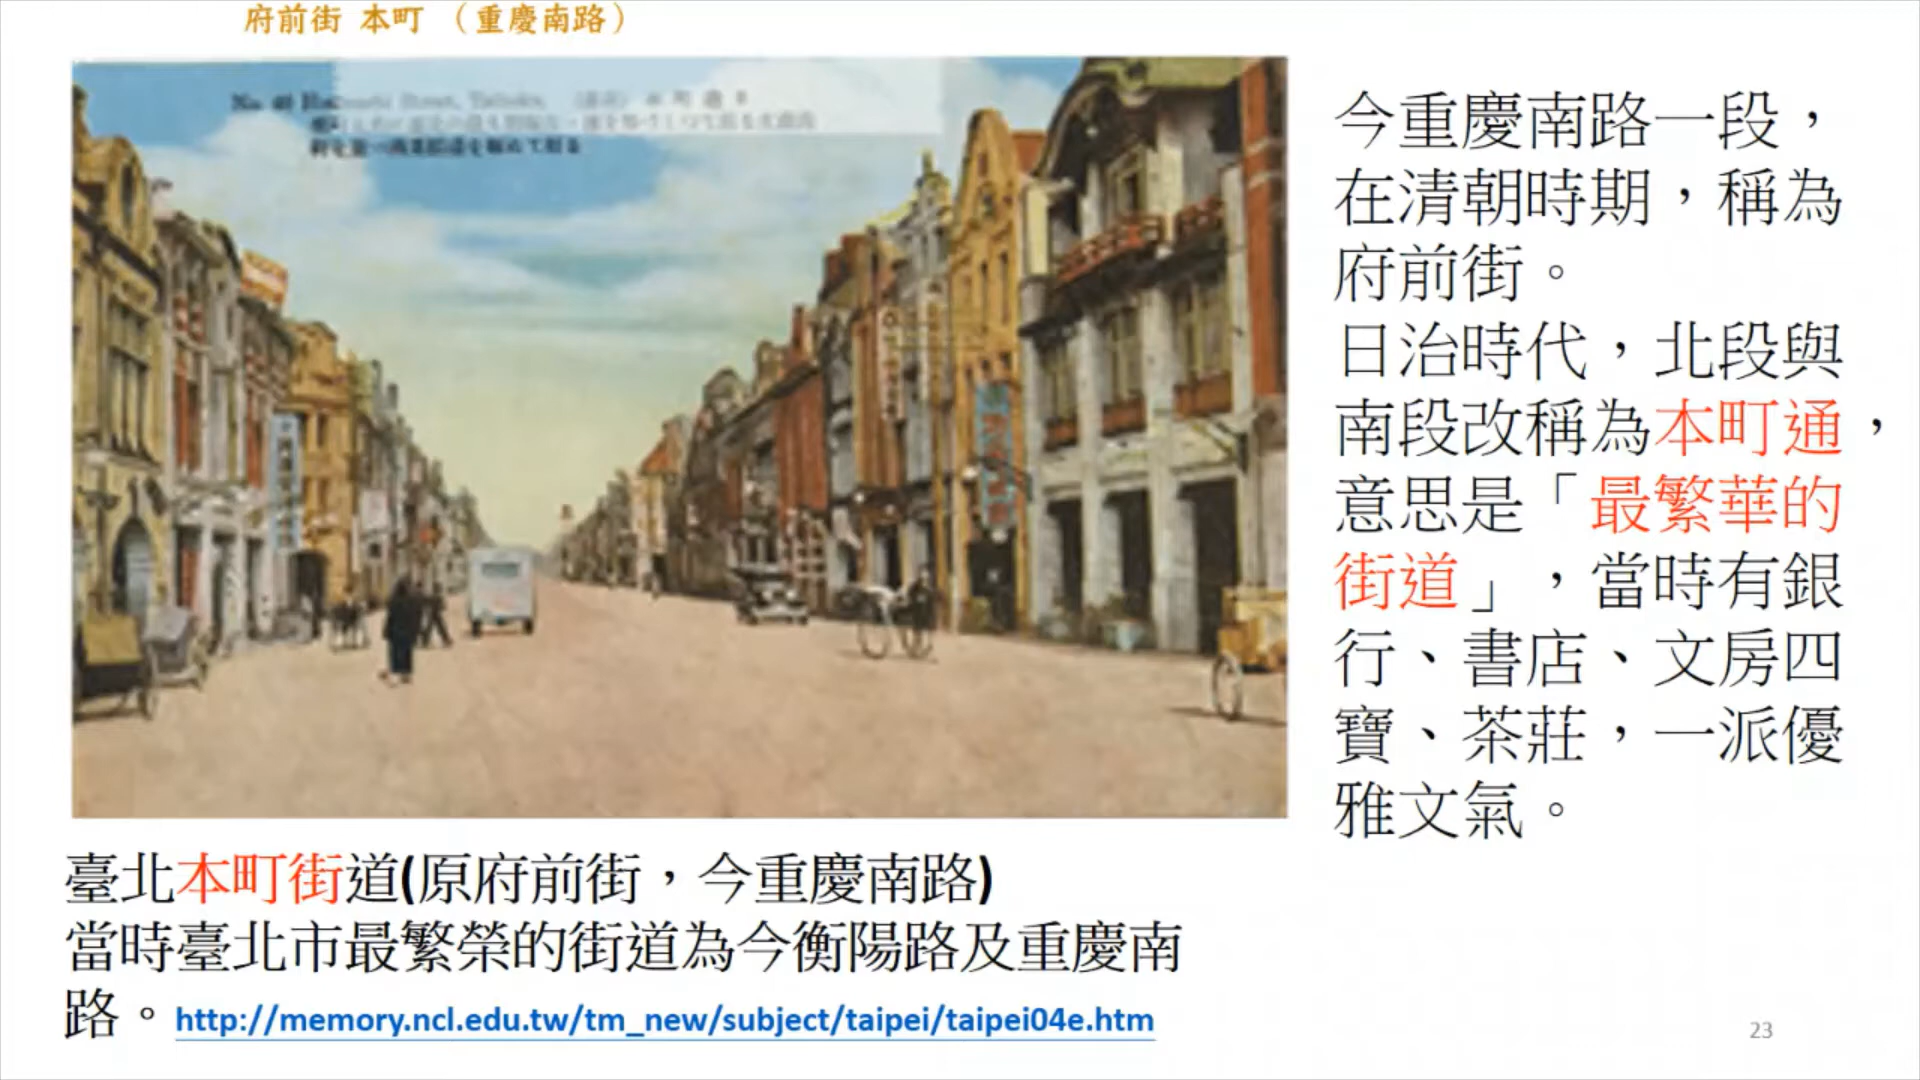 府前街 本町 （重慶南路）
今重慶南路一段，
在清朝時期，稱為
府前街。
日治時代，北段與
南段改稱為本町通，
意思是「最繁華的
街道」，當時有銀
行、書店、文房四
寶、茶莊，一派優
雅文氣。
臺北本町街道(原府前街，今重慶南路)
當時臺北市最繁榮的街道為今衡陽路及重慶南
路。http://memory.ncl.edu.tw/tm_new/subject/taipei/taipei04e.htm
23